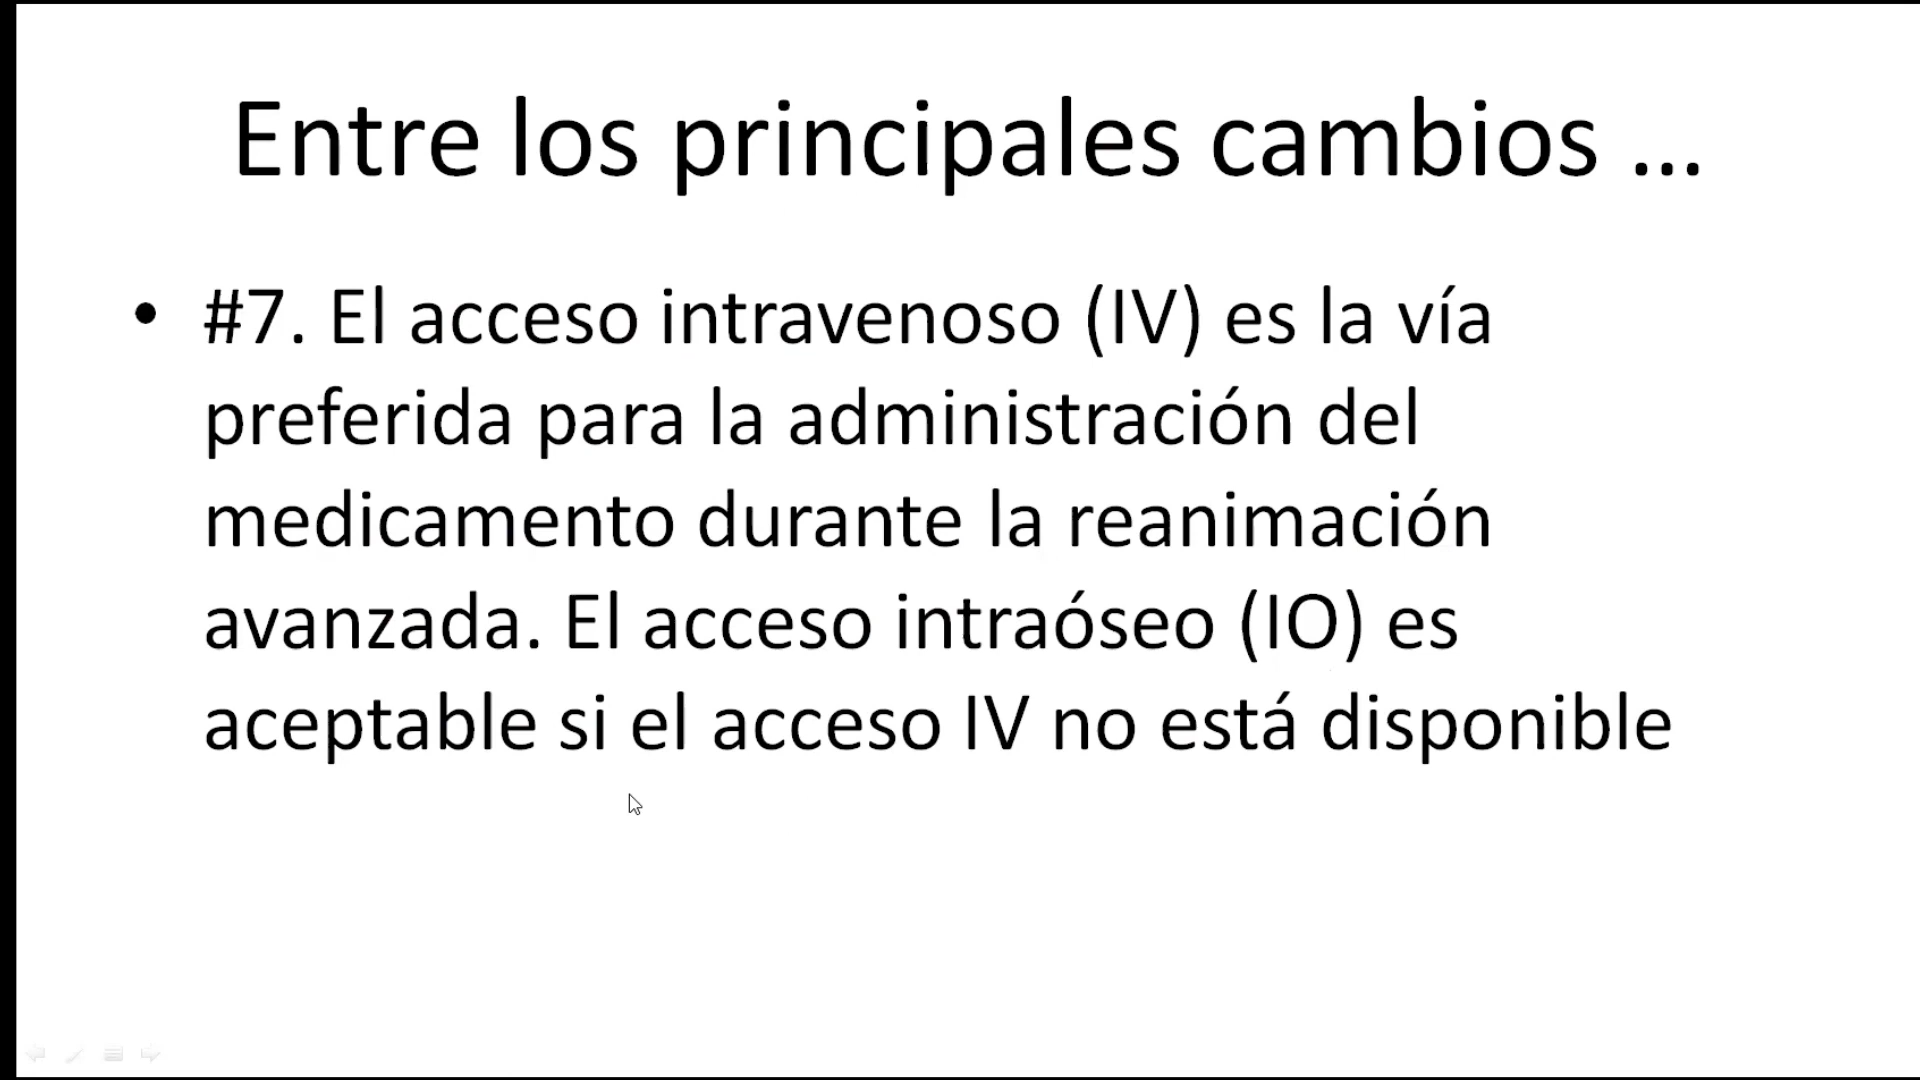 Entre los principales cambios ...
• #7. El acceso intravenoso (IV) es la vía
preferida para la administración del
medicamento durante la reanimación
avanzada. El acceso intraóseo (IO) es
aceptable si el acceso IV no está disponible